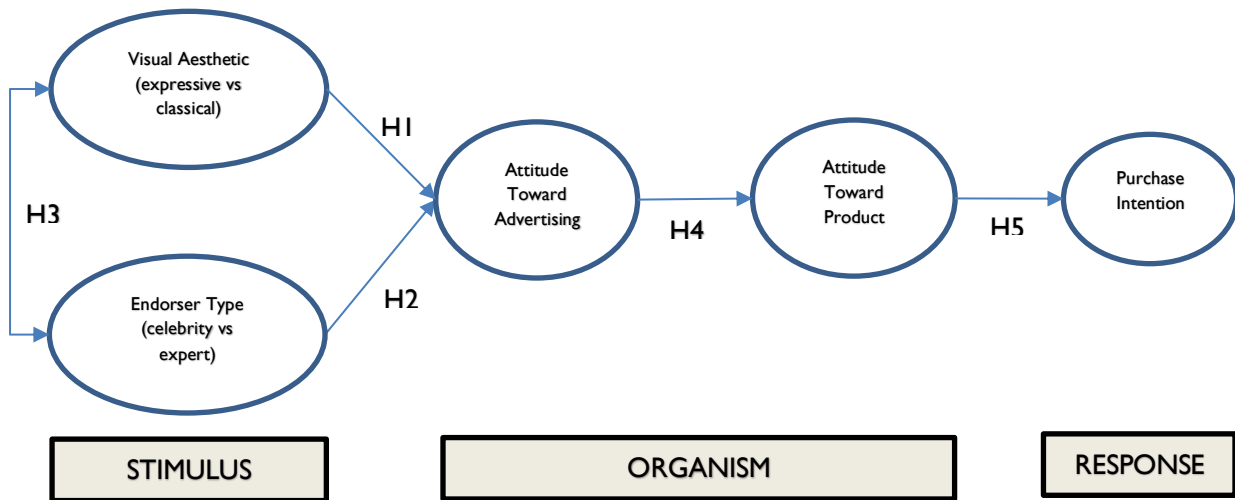 Visual Aesthetic
(expressive vs
classical)
H1
Attitude
Toward
Advertising
Attitude
Toward
Product
Purchase
Intention
H3
H4
H5
Endorser Type
(celebrity vs
expert)
H2
STIMULUS
ORGANISM
RESPONSE